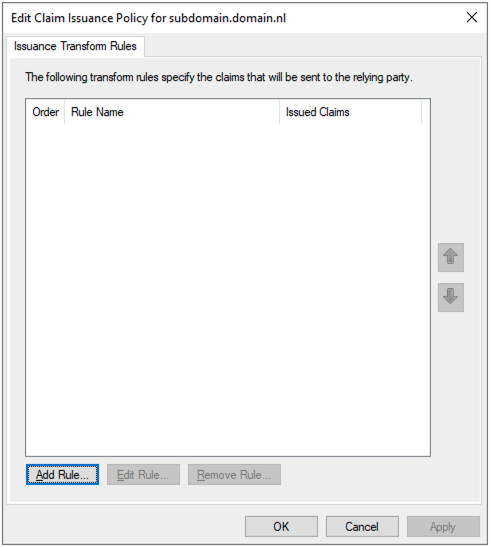 Edit Claim Issuance Policy for subdomain.domain.nl
Issuance Transform Rules
The following transform rules specify the claims that will be sent to the relying party.
Order Rule Name Issued Claims
Add Rule... Edit Rule... Remove Rule...
OK Cancel Apply